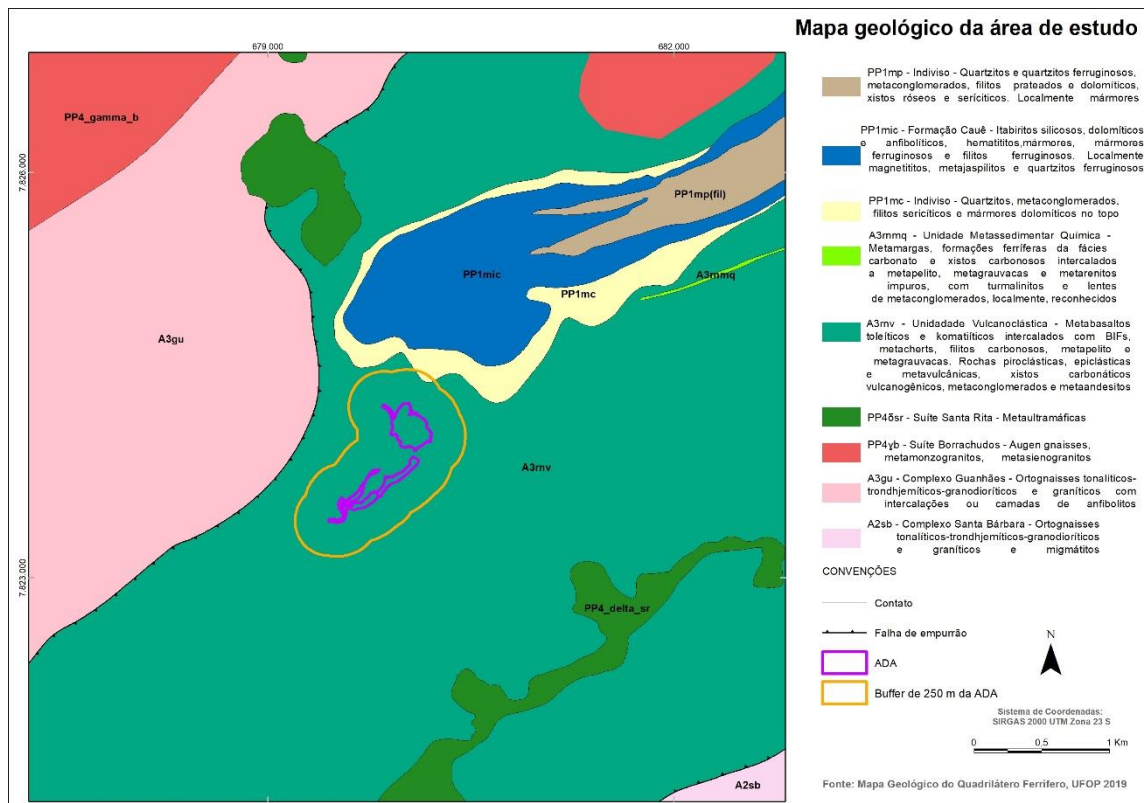 Mapa geológico da área de estudo
679.000
682.000
7.826.000
7.823.000
PP4_gamma_b
PP1mp(fil)
PP1mic
A3rnmq
PP1mc
A3gu
A3rnv
PP4_delta_sr
A2sb
PP1mp - Indiviso - Quartzitos e quartzitos ferruginosos,
metaconglomerados, filitos prateados e dolomíticos,
xistos róseos e serícíticos. Localmente mármores
PP1mic - Formação Cauê - Itabiritos silicosos, dolomíticos
e anfibolíticos, hematititos,mármores, mármores
ferruginosos e filitos ferruginosos. Localmente
magnetititos, metajaspilitos e quartzitos ferruginosos
PP1mc - Indiviso - Quartzitos, metaconglomerados,
filitos sericíticos e mármores dolomíticos no topo
A3rnmq - Unidade Metassedimentar Química -
Metamargas, formações ferríferas da fácies
carbonato e xistos carbonosos intercalados
a metapelito, metagrauvacas e metarenitos
impuros, com turmalinitos e lentes
de metaconglomerados, localmente, reconhecidos
A3rnv - Unidadade Vulcanoclástica - Metabasaltos
toleíticos e komatiíticos intercalados com BIFs,
metacherts, filitos carbonosos, metapelito e
metagrauvacas. Rochas piroclásticas, epiclásticas
e metavulcânicas, xistos carbonáticos
vulcanogênicos, metaconglomerados e metaandesitos
PP4δsr - Suíte Santa Rita - Metaultramáficas
PP4ɣb - Suíte Borrachudos - Augen gnaisses,
metamonzogranitos, metasienogranitos
A3gu - Complexo Guanhães - Ortognaisses tonalíticos-
trondhjemíticos-granodioríticos e graníticos com
intercalações ou camadas de anfibolitos
A2sb - Complexo Santa Bárbara - Ortognaisses
tonalíticos-trondhjemíticos-granodioríticos
e graníticos e migmátitos
CONVENÇÕES
Contato
Falha de empurrão
ADA
Buffer de 250 m da ADA
N
Sistema de Coordenadas:
SIRGAS 2000 UTM Zona 23 S
0 0,5 1 Km
Fonte: Mapa Geológico do Quadrilátero Ferrífero, UFOP 2019